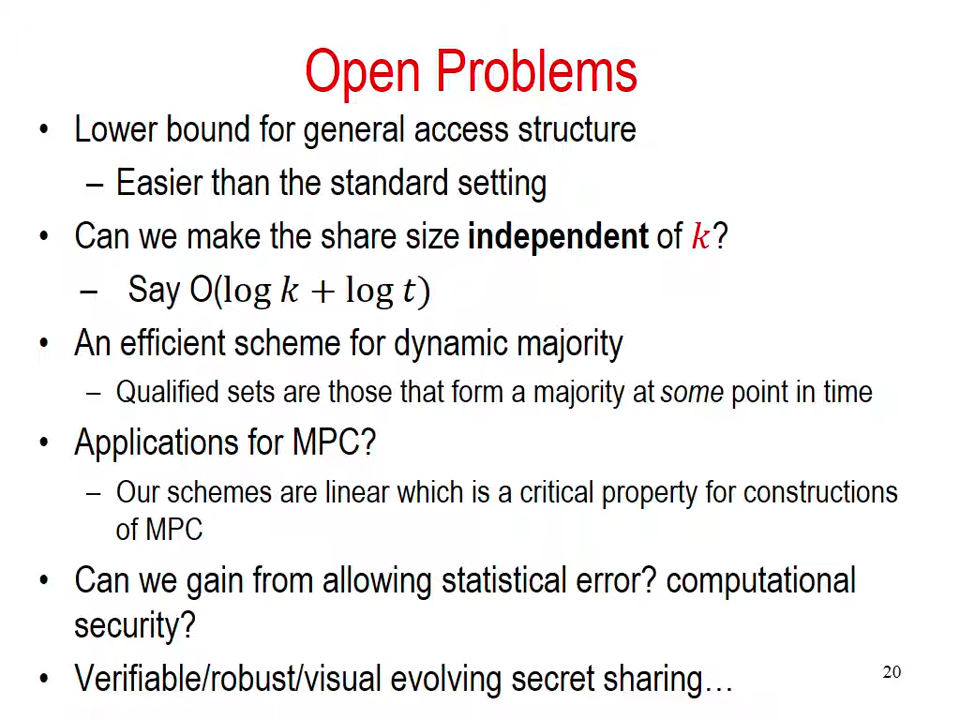 Open Problems
• Lower bound for general access structure
– Easier than the standard setting
• Can we make the share size independent of k?
– Say O(log k + log t)
• An efficient scheme for dynamic majority
– Qualified sets are those that form a majority at some point in time
• Applications for MPC?
– Our schemes are linear which is a critical property for constructions
of MPC
• Can we gain from allowing statistical error? computational
security?
• Verifiable/robust/visual evolving secret sharing…
20